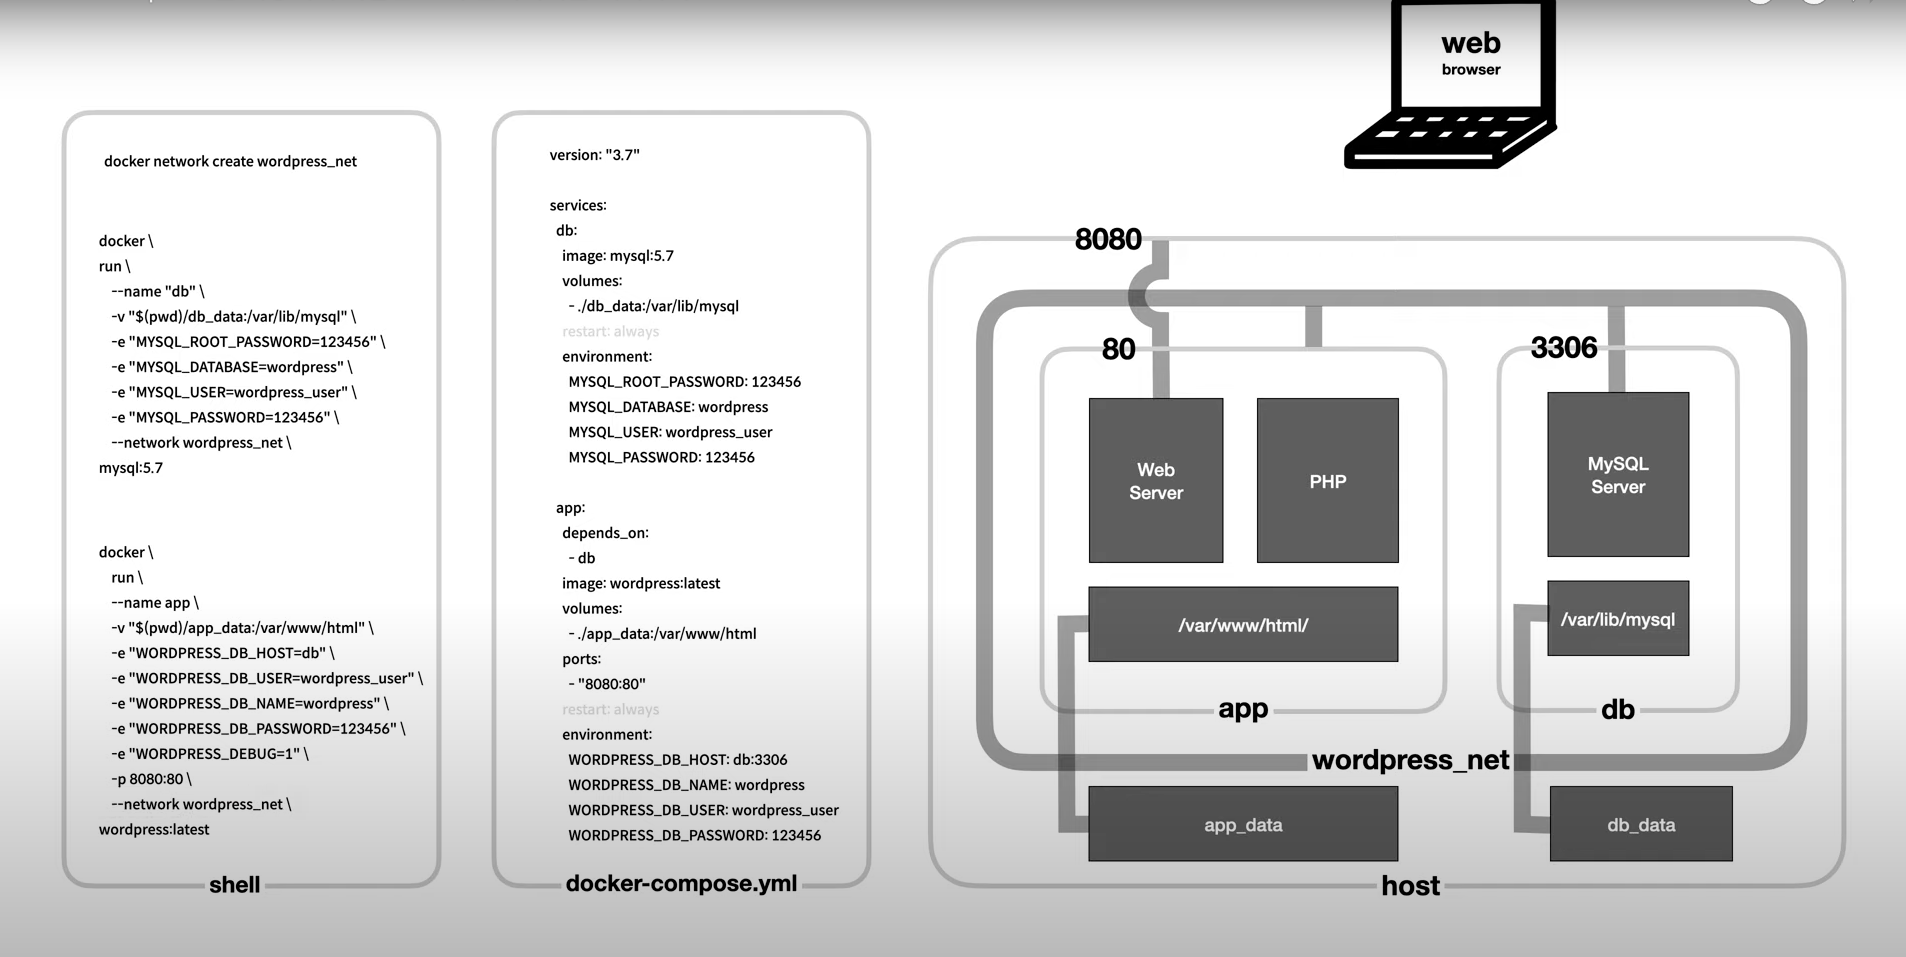 web
browser
docker network create wordpress_net
docker \
run \
--name "db" \
-v "$(pwd)/db_data:/var/lib/mysql" \
-e "MYSQL_ROOT_PASSWORD=123456" \
-e "MYSQL_DATABASE=wordpress" \
-e "MYSQL_USER=wordpress_user" \
-e "MYSQL_PASSWORD=123456" \
--network wordpress_net \
mysql:5.7
docker \
run \
--name app \
-v "$(pwd)/app_data:/var/www/html" \
-e "WORDPRESS_DB_HOST=db" \
-e "WORDPRESS_DB_USER=wordpress_user" \
-e "WORDPRESS_DB_NAME=wordpress" \
-e "WORDPRESS_DB_PASSWORD=123456" \
-e "WORDPRESS_DEBUG=1" \
-p 8080:80 \
--network wordpress_net \
wordpress:latest
shell
version: "3.7"
services:
db:
image: mysql:5.7
volumes:
- ./db_data:/var/lib/mysql
restart: always
environment:
MYSQL_ROOT_PASSWORD: 123456
MYSQL_DATABASE: wordpress
MYSQL_USER: wordpress_user
MYSQL_PASSWORD: 123456
app:
depends_on:
- db
image: wordpress:latest
volumes:
- ./app_data:/var/www/html
ports:
- "8080:80"
restart: always
environment:
WORDPRESS_DB_HOST: db:3306
WORDPRESS_DB_NAME: wordpress
WORDPRESS_DB_USER: wordpress_user
WORDPRESS_DB_PASSWORD: 123456
docker-compose.yml
8080
80
3306
Web
Server
PHP
MySQL
Server
/var/www/html/
/var/lib/mysql
app
db
wordpress_net
app_data
db_data
host